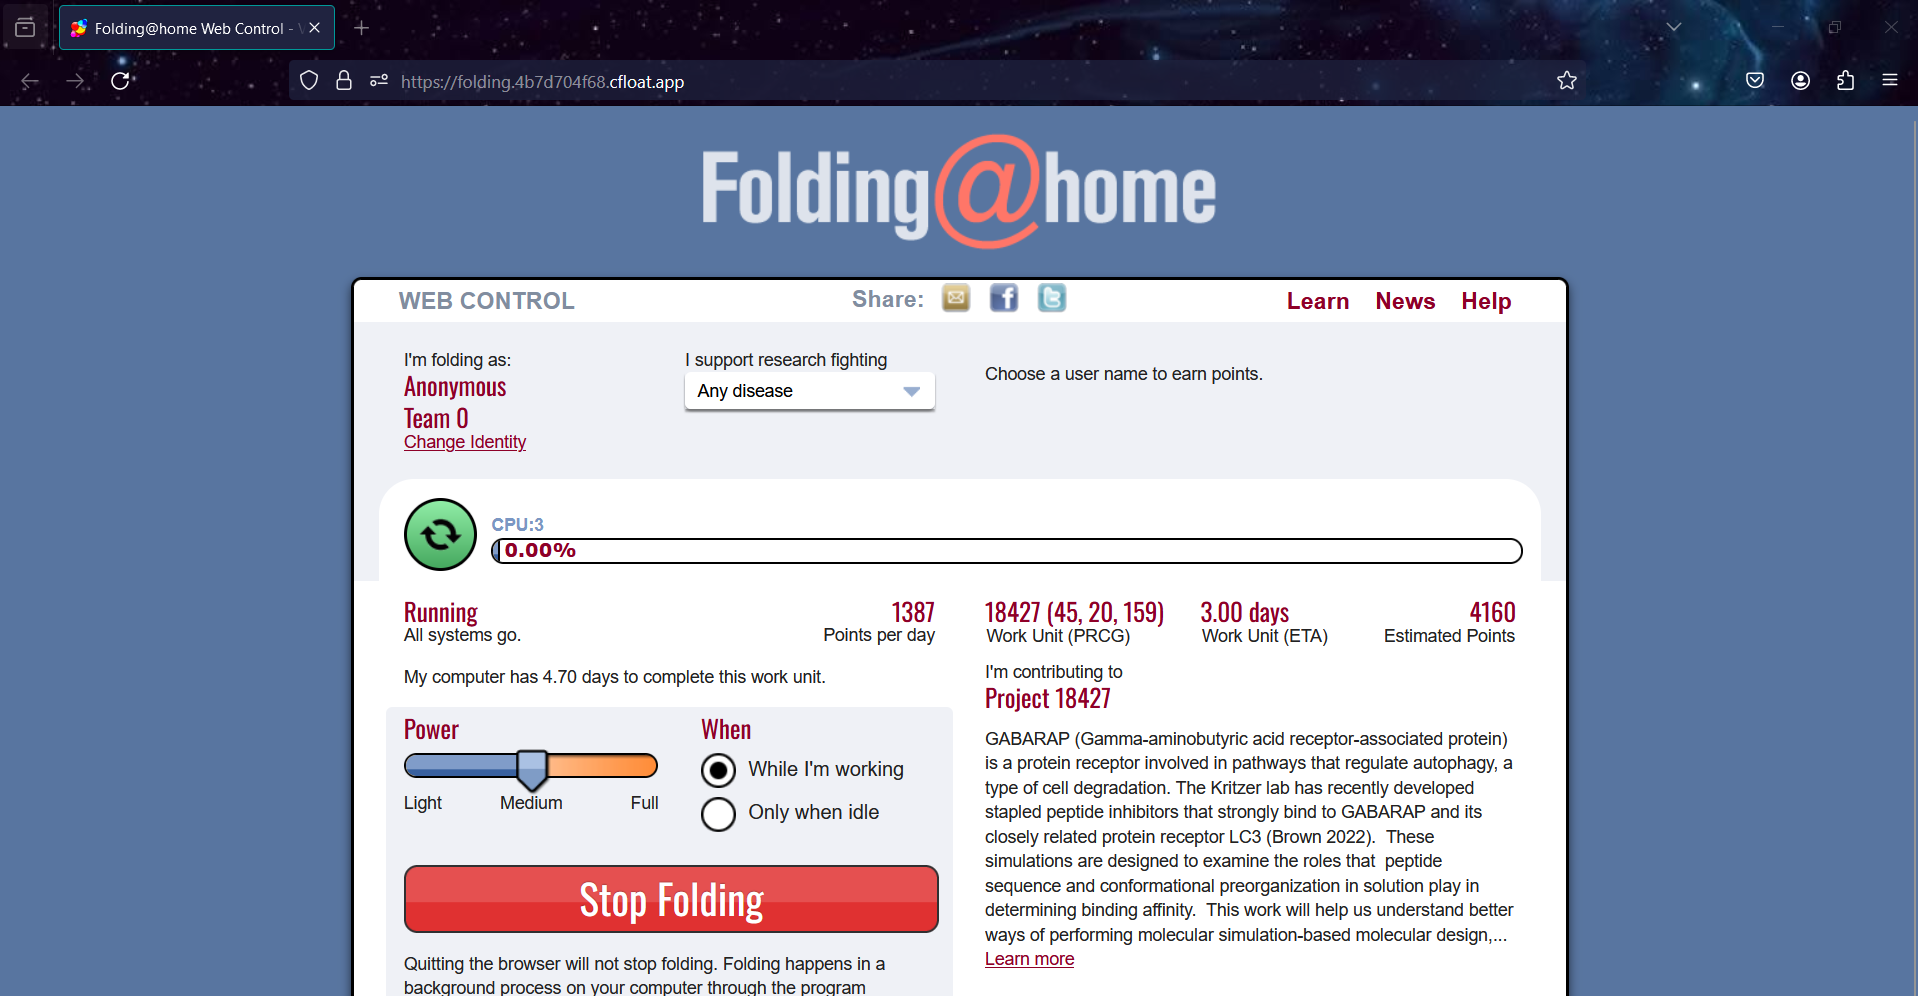 Folding@home Web Control -
https://folding.4b7d704f68.cfloat.app
Folding@home
WEB CONTROL
Share:
Learn
News
Help
I'm folding as:
Anonymous
Team 0
Change Identity
I support research fighting
Any disease
Choose a user name to earn points.
CPU:3
0.00%
Running
All systems go.
1387
Points per day
My computer has 4.70 days to complete this work unit.
18427 (45, 20, 159)
Work Unit (PRCG)
3.00 days
Work Unit (ETA)
4160
Estimated Points
Power
Light
Medium
Full
When
While I'm working
Only when idle
Stop Folding
Quitting the browser will not stop folding. Folding happens in a
background process on your computer through the program
I'm contributing to
Project 18427
GABARAP (Gamma-aminobutyric acid receptor-associated protein)
is a protein receptor involved in pathways that regulate autophagy, a
type of cell degradation. The Kritzer lab has recently developed
stapled peptide inhibitors that strongly bind to GABARAP and its
closely related protein receptor LC3 (Brown 2022).  These
simulations are designed to examine the roles that  peptide
sequence and conformational preorganization in solution play in
determining binding affinity.  This work will help us understand better
ways of performing molecular simulation-based molecular design,...
Learn more